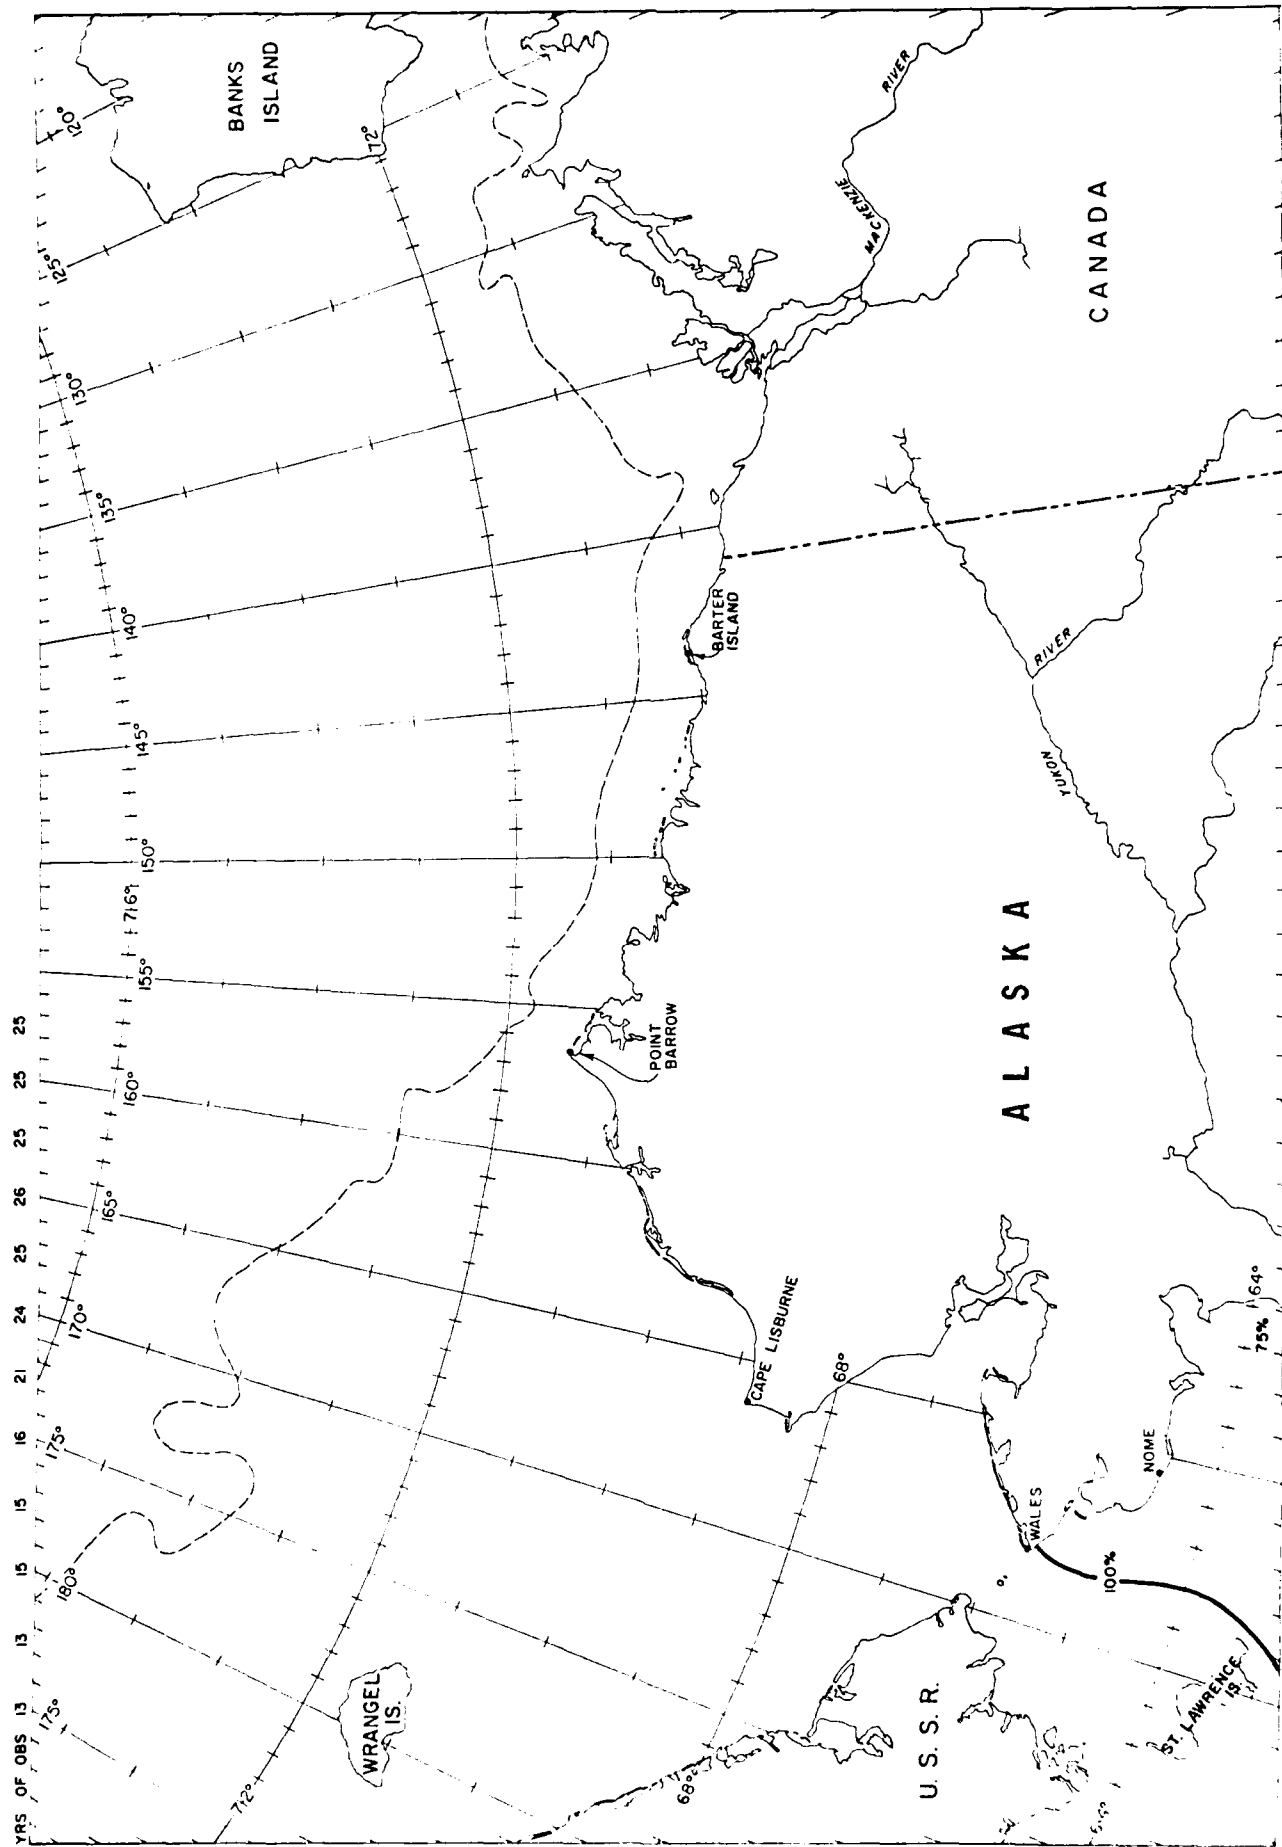 YRS OF OBS 13 13 15 15 16 21 24 25 26 25 25 25
175°
180°
175°
170°
165°
160°
155°
716°
150°
145°
140°
135°
130°
125°
120°
BANKS
ISLAND
72°
72°
WRANGEL
IS.
POINT
BARROW
BARTER
ISLAND
MACKENZIE
RIVER
CANADA
CAPE LISBURNE
68°
68°
U.S.S.R.
WALES
NOME
ALASKA
YUKON
RIVER
100%
75%
64°
ST. LAWRENCE
IS.